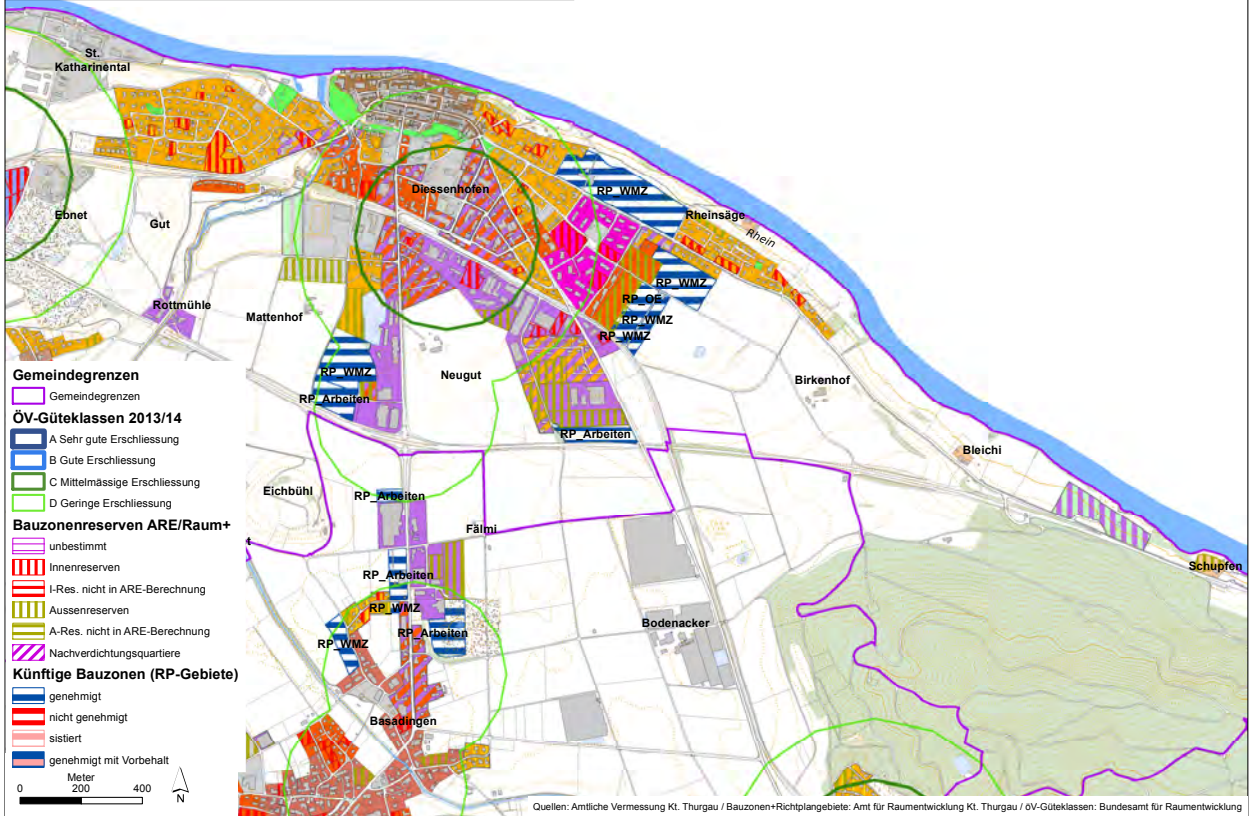 St.
Katharinental
Diessenhofen
RP_WMZ
Rheinsäge
Rhein
Ebnet
Gut
RP_WMZ
RP_OE
Rottmühle
Mattenhof
RP_WMZ
RP_WMZ
RP_WMZ
Neugut
Birkenhof
RP_Arbeiten
RP_Arbeiten
Bleichi
Eichbühl
RP_Arbeiten
Fälmi
t
Schupfen
RP_Arbeiten
RP_WMZ
Bodenacker
RP_Arbeiten
RP_WMZ
Basadingen
Gemeindegrenzen
Gemeindegrenzen
ÖV-Güteklassen 2013/14
A Sehr gute Erschliessung
B Gute Erschliessung
C Mittelmässige Erschliessung
D Geringe Erschliessung
Bauzonenreserven ARE/Raum+
unbestimmt
Innenreserven
I-Res. nicht in ARE-Berechnung
Aussenreserven
A-Res. nicht in ARE-Berechnung
Nachverdichtungsquartiere
Künftige Bauzonen (RP-Gebiete)
genehmigt
nicht genehmigt
sistiert
genehmigt mit Vorbehalt
Meter
0 200 400
N
Quellen: Amtliche Vermessung Kt. Thurgau / Bauzonen+Richtplangebiete: Amt für Raumentwicklung Kt. Thurgau / öV-Güteklassen: Bundesamt für Raumentwicklung